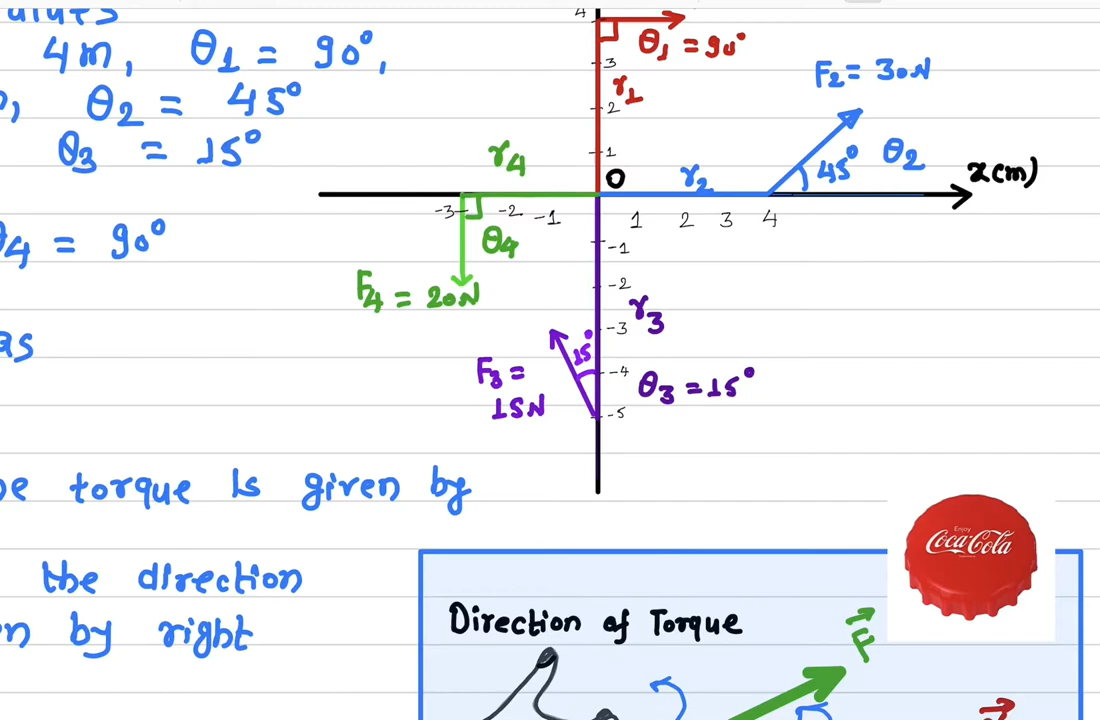 4m, θ1 = 90°,
θ2 = 45°
θ3 = 15°
θ4 = 90°
as
torque is given by
the direction
by right
4
θ1 = 90°
3
r1
2
1
F2 = 30N
45° θ2
r4
O
r2
x(m)
-3 -2 -1 1 2 3 4
θ4
-1
F4 = 20N
-2
r3
-3
15°
F3 =
15N
-4
θ3 = 15°
-5
Enjoy
Coca-Cola
Direction of Torque
F